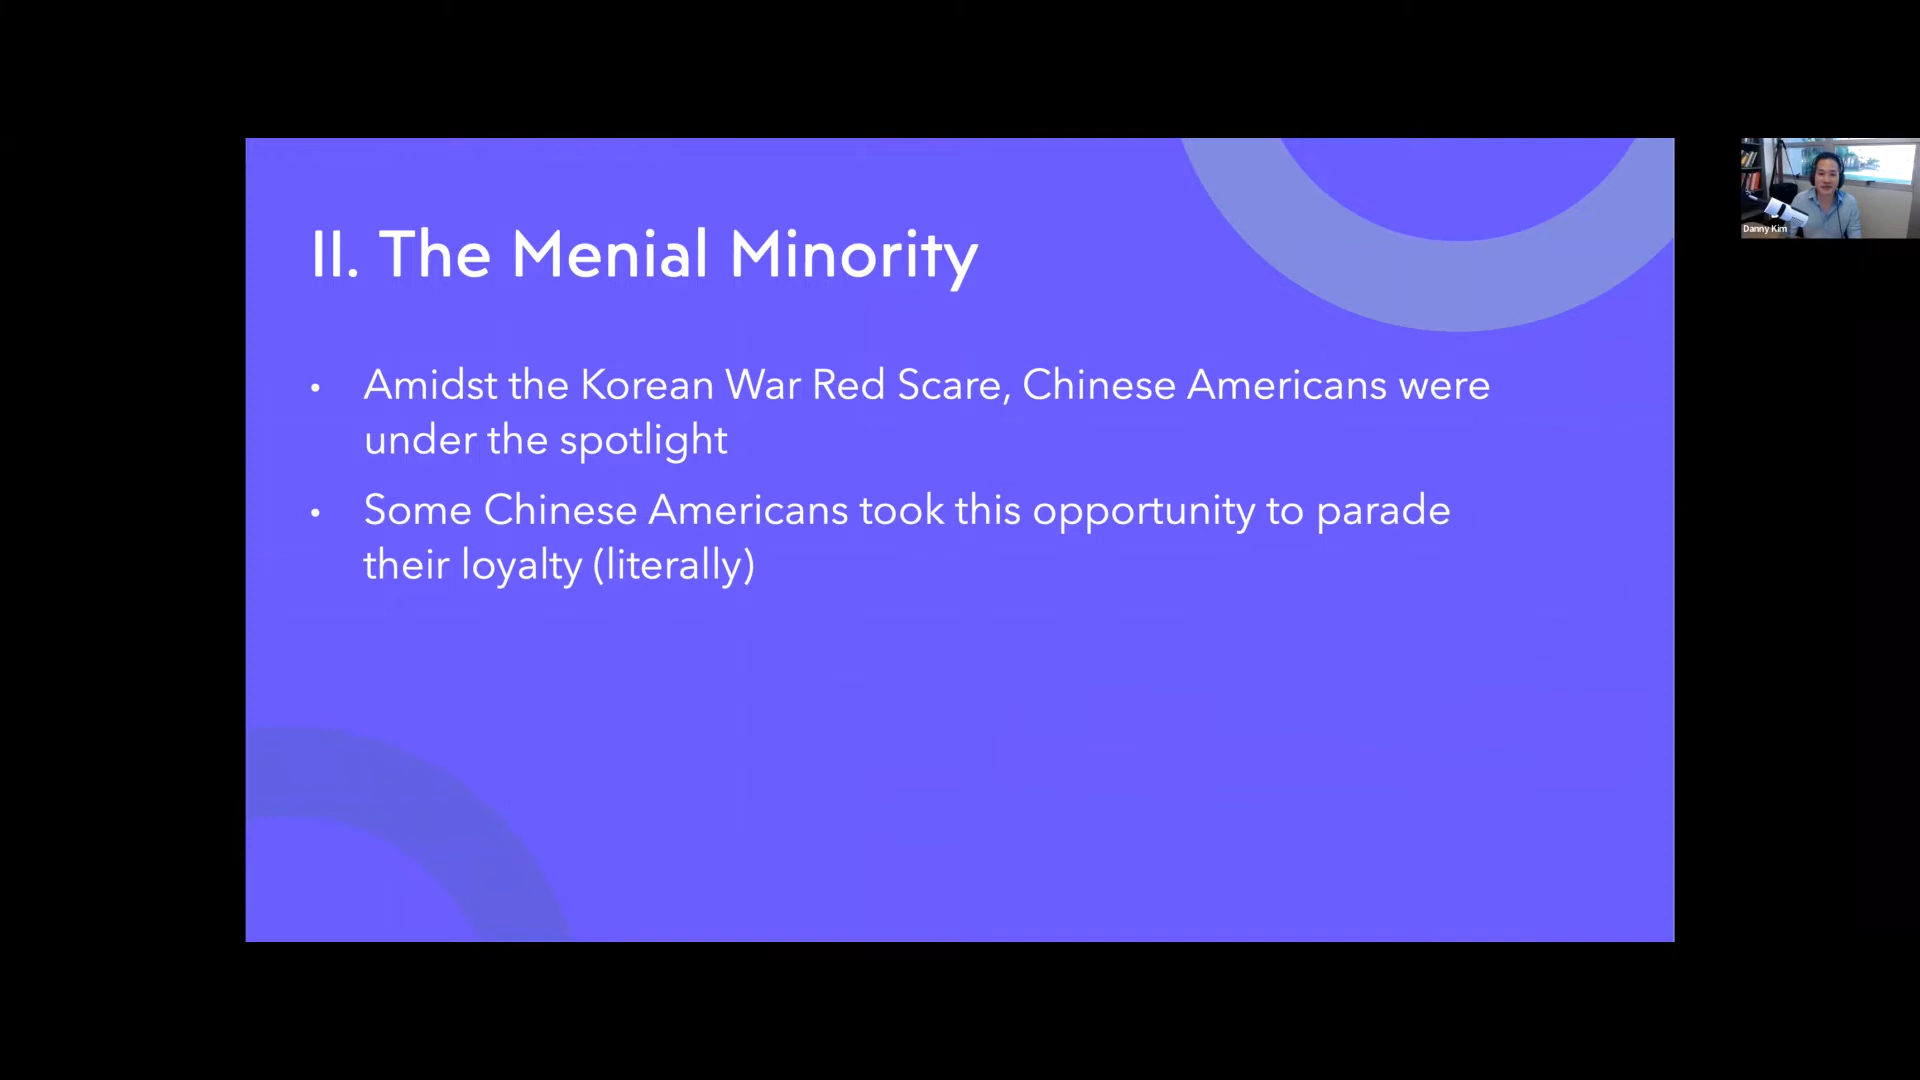 II. The Menial Minority
• Amidst the Korean War Red Scare, Chinese Americans were
under the spotlight
• Some Chinese Americans took this opportunity to parade
their loyalty (literally)
Danny Kim